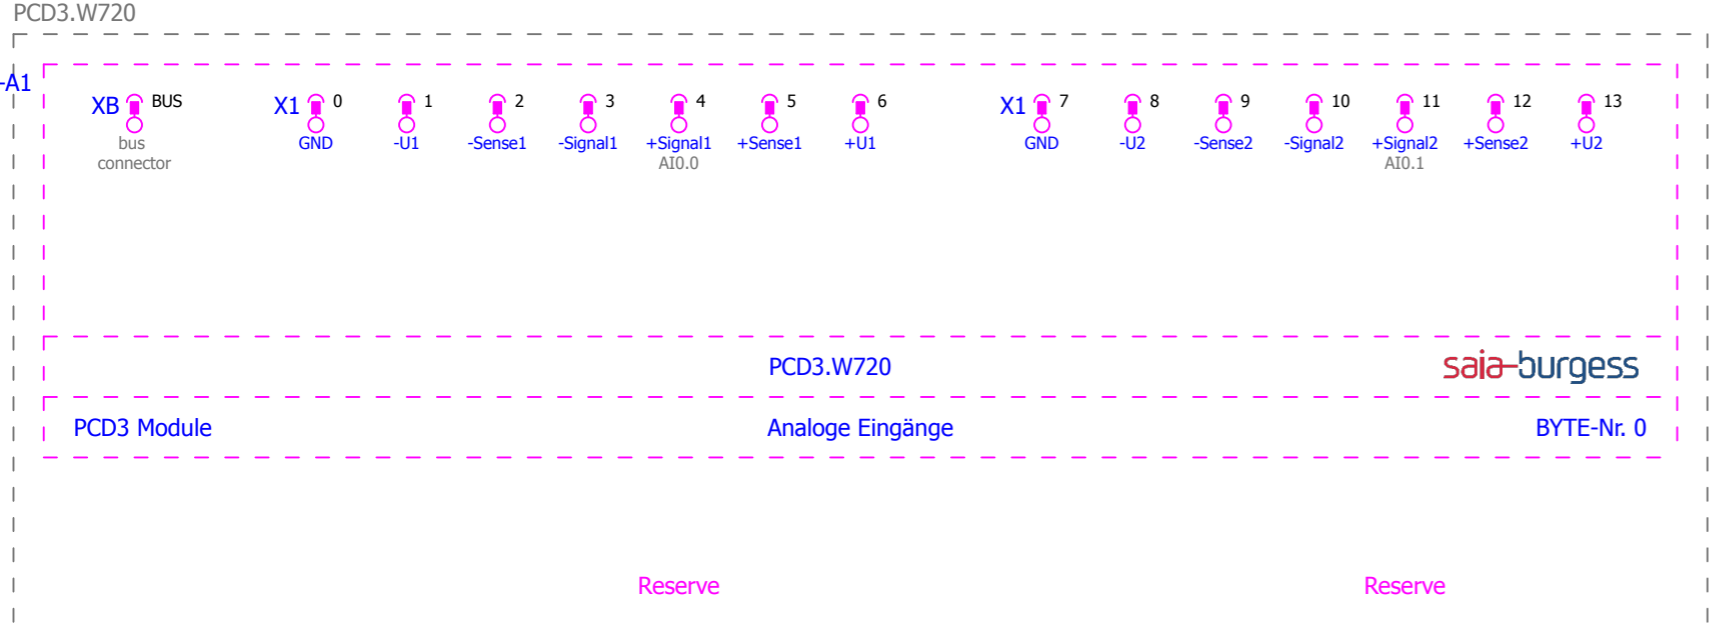 PCD3.W720
-A1
XB BUS X1 0 1 2 3 4 5 6 X1 7 8 9 10 11 12 13
bus GND -U1 -Sense1 -Signal1 +Signal1 +Sense1 +U1 GND -U2 -Sense2 -Signal2 +Signal2 +Sense2 +U2
connector AI0.0 AI0.1
PCD3.W720 saia-burgess
PCD3 Module Analoge Eingänge BYTE-Nr. 0
Reserve Reserve